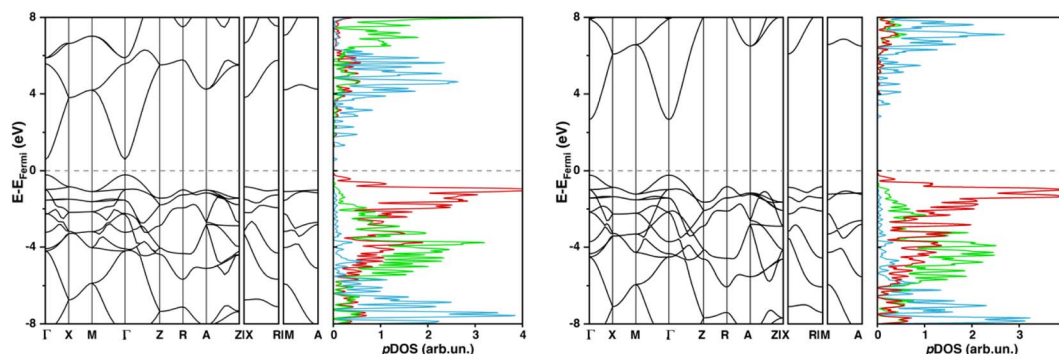 8
4
0
-4
-8
E-E_Fermi (eV)
Γ X M Γ Z R A Z|X R|M A
0 1 2 3 4
pDOS (arb.un.)
8
4
0
-4
-8
E-E_Fermi (eV)
Γ X M Γ Z R A Z|X R|M A
0 1 2 3
pDOS (arb.un.)